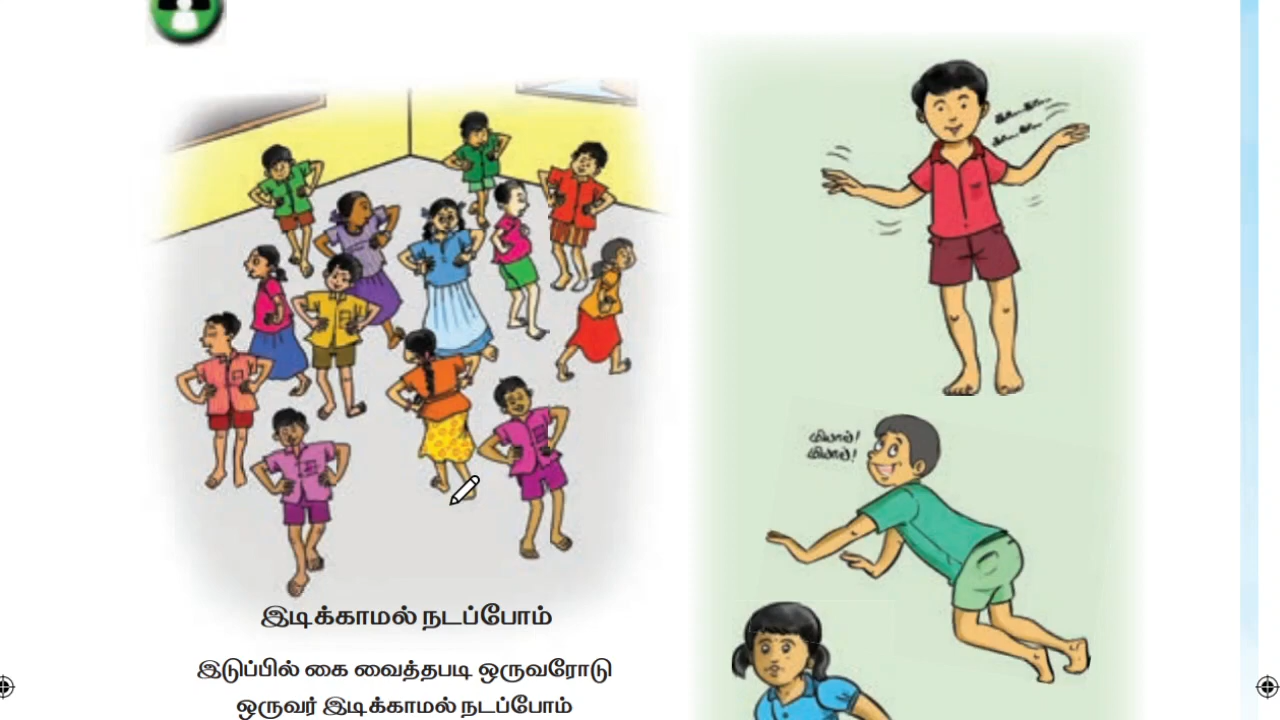 இடிக்காமல் நடப்போம்
இடுப்பில் கை வைத்தபடி ஒருவரோடு
ஒருவர் இடிக்காமல் நடப்போம்
மியாவ்!
மியாவ்!